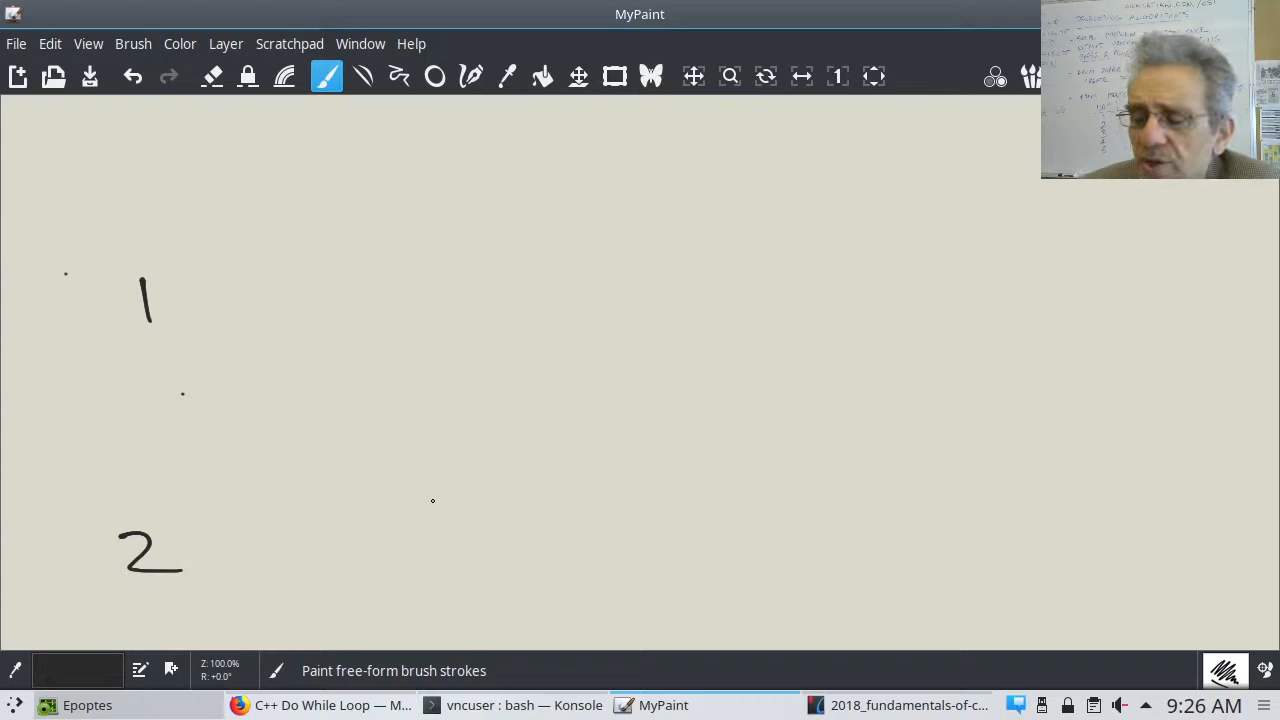 MyPaint
File Edit View Brush Color Layer Scratchpad Window Help
1
2
Z: 100.0%
R: +0.0°
Paint free-form brush strokes
Epoptes
C++ Do While Loop — M...
vncuser : bash — Konsole
MyPaint
2018_fundamentals-of-c...
9:26 AM